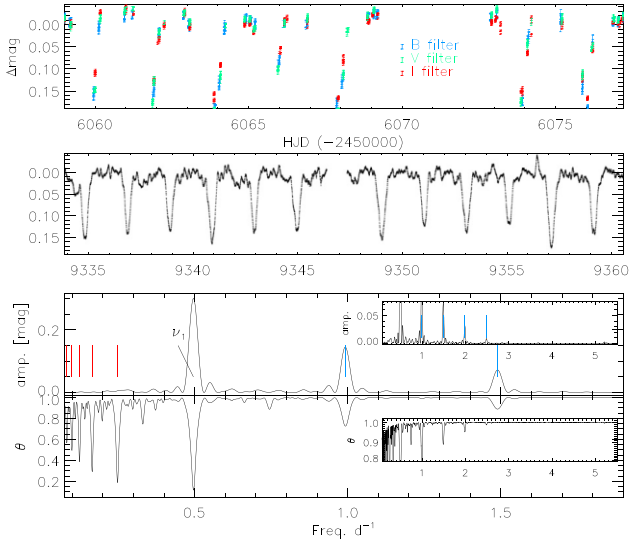 0.00
0.05
0.10
0.15
Δmag
B filter
V filter
I filter
6060 6065 6070 6075
HJD (−2450000)
0.00
0.05
0.10
0.15
9335 9340 9345 9350 9355 9360
amp. [mag]
0.2
0.0
ν₁
amp.
0.05
0.00
1 2 3 4 5
θ
1.0
0.8
0.6
0.4
0.2
θ
1.0
0.9
0.8
1 2 3 4 5
0.5 1.0 1.5
Freq. d⁻¹